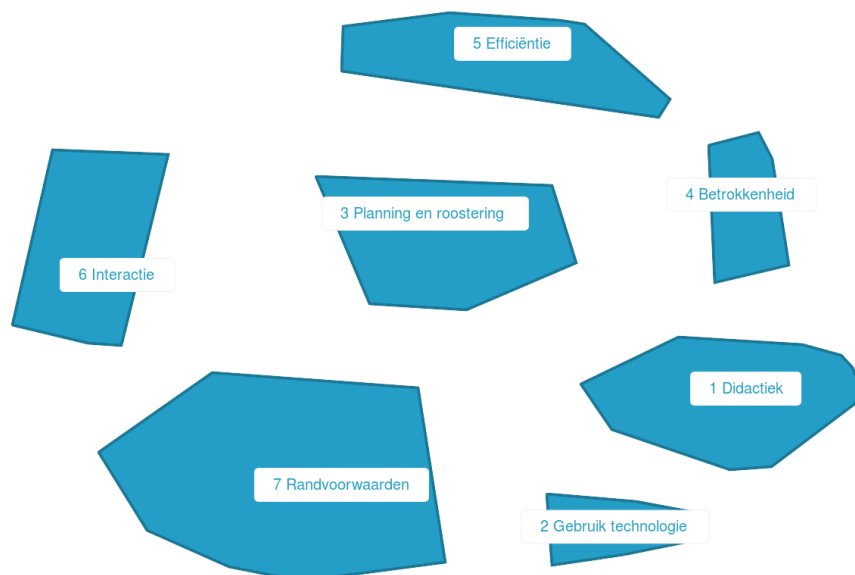 5 Efficiëntie
4 Betrokkenheid
3 Planning en roostering
6 Interactie
1 Didactiek
7 Randvoorwaarden
2 Gebruik technologie